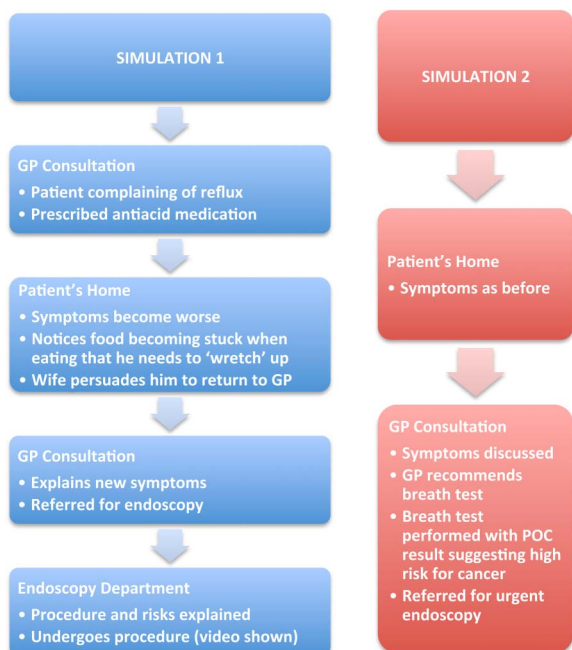 SIMULATION 1
GP Consultation
• Patient complaining of reflux
• Prescribed antiacid medication
Patient's Home
• Symptoms become worse
• Notices food becoming stuck when
eating that he needs to 'wretch' up
• Wife persuades him to return to GP
GP Consultation
• Explains new symptoms
• Referred for endoscopy
Endoscopy Department
• Procedure and risks explained
• Undergoes procedure (video shown)
SIMULATION 2
Patient's Home
• Symptoms as before
GP Consultation
• Symptoms discussed
• GP recommends
breath test
• Breath test
performed with POC
result suggesting high
risk for cancer
• Referred for urgent
endoscopy